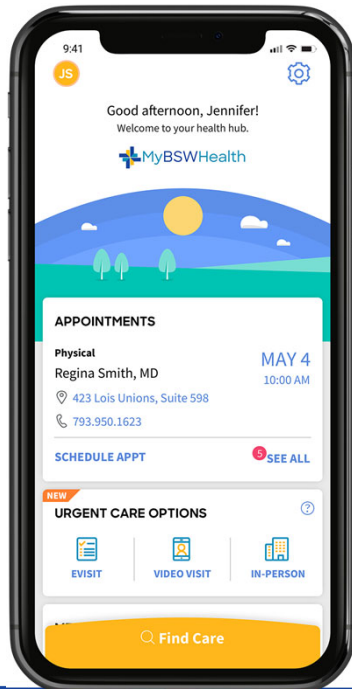 9:41
JS
Good afternoon, Jennifer!
Welcome to your health hub.
MyBSWHealth
APPOINTMENTS
Physical
Regina Smith, MD
MAY 4
10:00 AM
423 Lois Unions, Suite 598
793.950.1623
SCHEDULE APPT
5 SEE ALL
NEW
URGENT CARE OPTIONS
?
EVISIT
VIDEO VISIT
IN-PERSON
Find Care